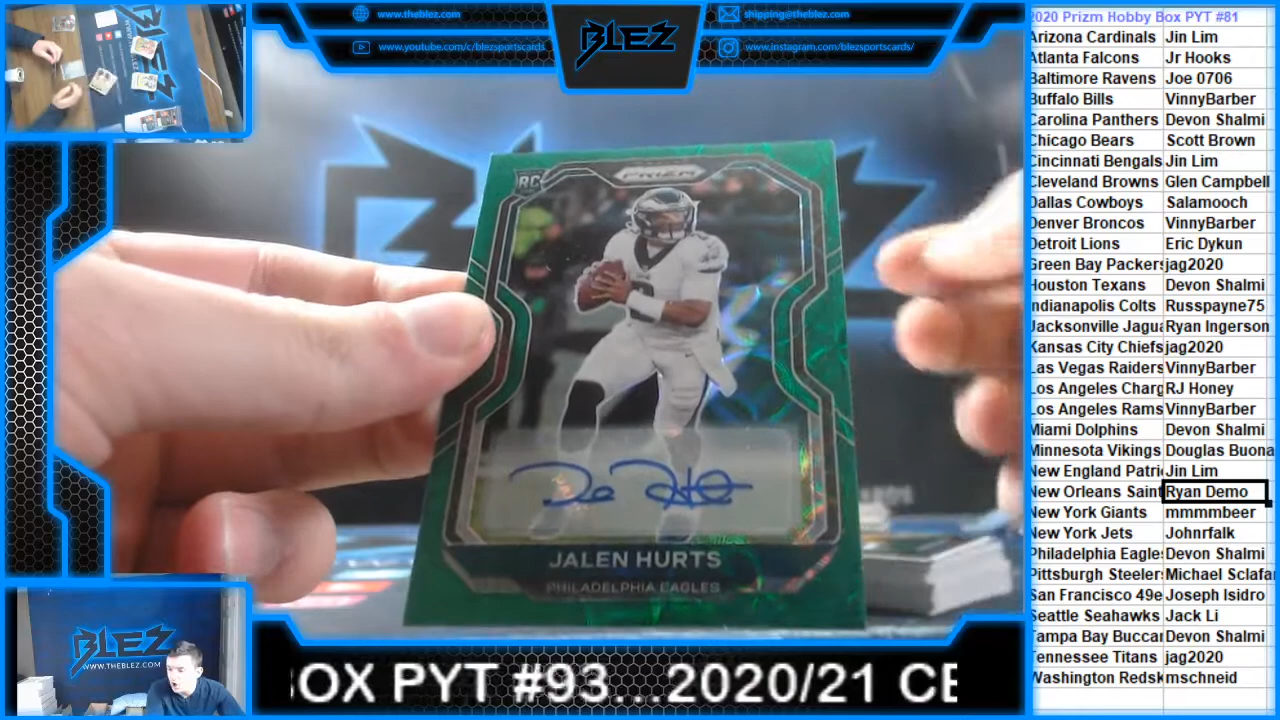 www.theblez.com
www.youtube.com/c/blezsportscards
BLEZ
shipping@theblez.com
www.instagram.com/blezsportscards/
RC
PRIZM
JALEN HURTS
PHILADELPHIA EAGLES
BLEZ
WWW.THEBLEZ.COM
OX PYT #93...2020/21 CE
2020 Prizm Hobby Box PYT #81
Arizona Cardinals Jin Lim
Atlanta Falcons Jr Hooks
Baltimore Ravens Joe 0706
Buffalo Bills VinnyBarber
Carolina Panthers Devon Shalmi
Chicago Bears Scott Brown
Cincinnati Bengals Jin Lim
Cleveland Browns Glen Campbell
Dallas Cowboys Salamooch
Denver Broncos VinnyBarber
Detroit Lions Eric Dykun
Green Bay Packers jag2020
Houston Texans Devon Shalmi
Indianapolis Colts Russpayne75
Jacksonville Jagua Ryan Ingerson
Kansas City Chiefs jag2020
Las Vegas Raiders VinnyBarber
Los Angeles Charg RJ Honey
Los Angeles Rams VinnyBarber
Miami Dolphins Devon Shalmi
Minnesota Vikings Douglas Buona
New England Patri Jin Lim
New Orleans Saint Ryan Demo
New York Giants mmmmbeer
New York Jets Johnrfalk
Philadelphia Eagle Devon Shalmi
Pittsburgh Steeler Michael Sclafa
San Francisco 49e Joseph Isidro
Seattle Seahawks Jack Li
Tampa Bay Buccar Devon Shalmi
Tennessee Titans jag2020
Washington Redsk mschneid